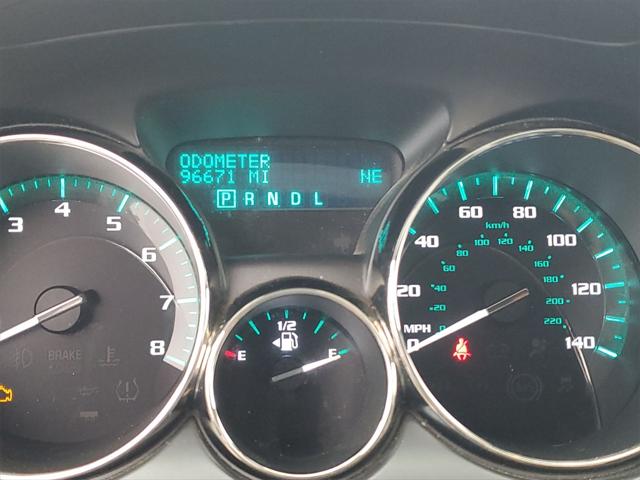 ODOMETER
96671 MI NE
P R N D L
3 4 5 6 7 8
BRAKE
E 1/2 F
0 20 40 60 80 100 120 140
MPH
km/h
0 20 40 60 80 100 120 140 160 180 200 220